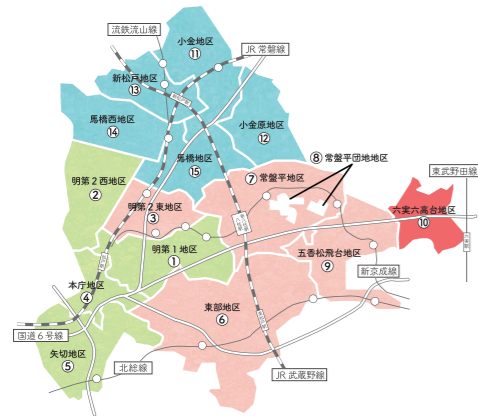 流鉄流山線
小金地区
⑪
JR常磐線
新松戸地区
⑬
馬橋西地区
⑭
小金原地区
⑫
馬橋地区
⑮
⑧ 常盤平団地地区
⑦ 常盤平地区
東武野田線
明第2西地区
②
明第2東地区
③
六実六高台地区
⑩
明第1地区
①
五香松飛台地区
⑨
新京成線
本庁地区
④
東部地区
⑥
国道6号線
矢切地区
⑤
北総線
JR武蔵野線